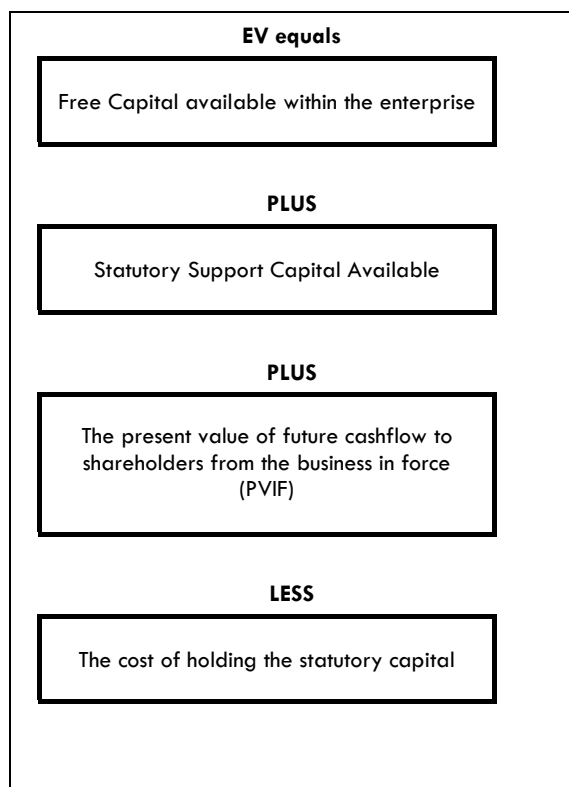 EV equals
Free Capital available within the enterprise
PLUS
Statutory Support Capital Available
PLUS
The present value of future cashflow to
shareholders from the business in force
(PVIF)
LESS
The cost of holding the statutory capital